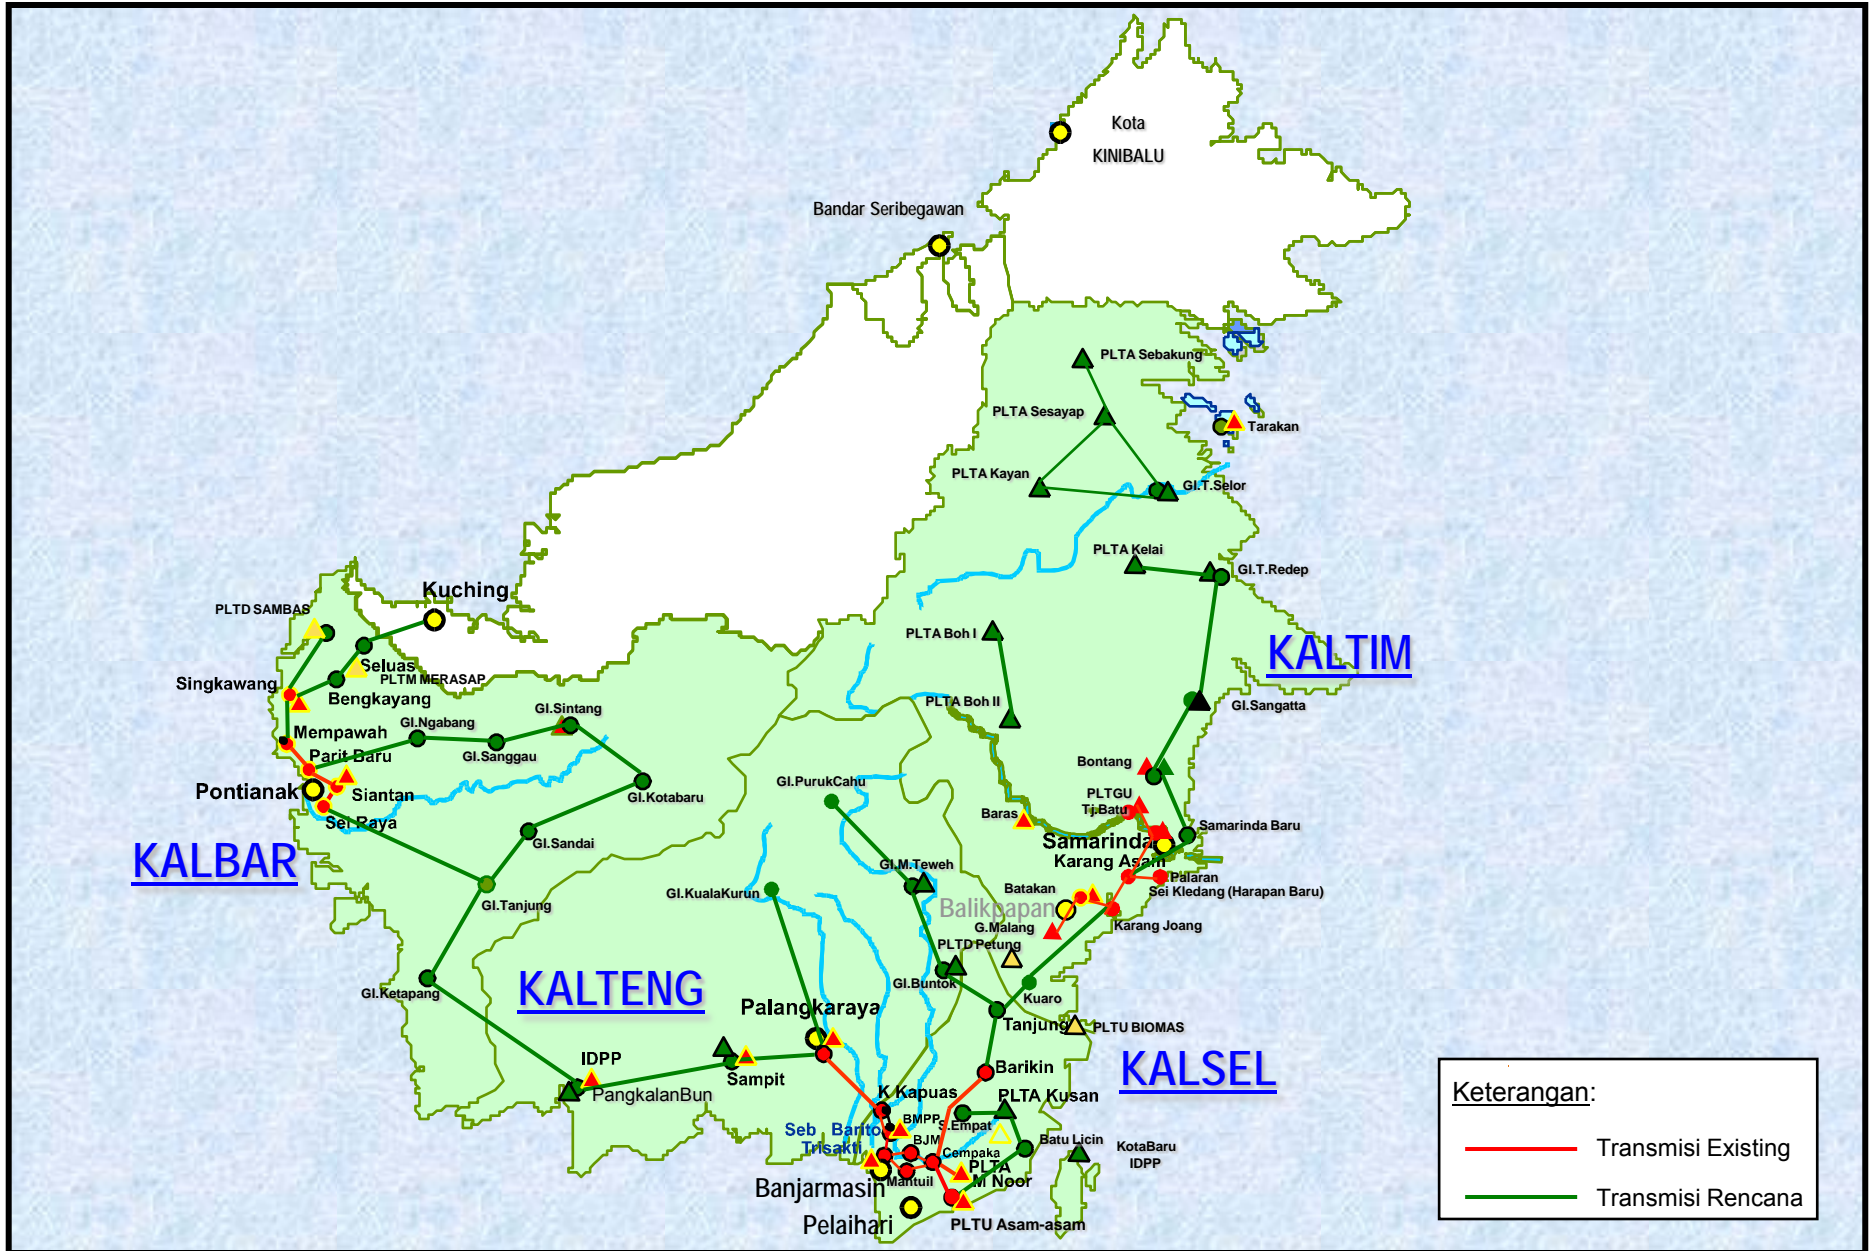 Kota
KINIBALU
Bandar Seribegawan
PLTA Sebakung
PLTA Sesayap
Tarakan
PLTA Kayan
GI.T.Selor
PLTA Kelai
GI.T.Redep
Kuching
PLTD SAMBAS
PLTA Boh I
KALTIM
Seluas
PLTM MERASAP
Singkawang
Bengkayang
PLTA Boh II
GI.Sangatta
GI.Ngabang
GI.Sintang
Mempawah
GI.Sanggau
Parit Baru
Bontang
Pontianak
Siantan
GI.Kotabaru
GI.PurukCahu
PLTGU
Tj.Batu
Sei Raya
Baras
Samarinda Baru
GI.Sandai
Samarinda
KALBAR
Karang Asam
GI.M.Teweh
Palaran
GI.KualaKurun
Batakan
Sei Kledang (Harapan Baru)
GI.Tanjung
Balikpapan
G.Malang
Karang Joang
PLTD Petung
GI.Ketapang
KALTENG
GI.Buntok
Kuaro
Palangkaraya
Tanjung
PLTU BIOMAS
IDPP
Sampit
Barikin
KALSEL
PangkalanBun
K.Kapuas
PLTA Kusan
Keterangan:
BMPP
S.Empat
Seb Barito
Trisakti
BJM
Batu Licin
KotaBaru
IDPP
Cempaka
Transmisi Existing
PLTA
M Noor
Mantuil
Banjarmasin
Transmisi Rencana
Pelaihari
PLTU Asam-asam